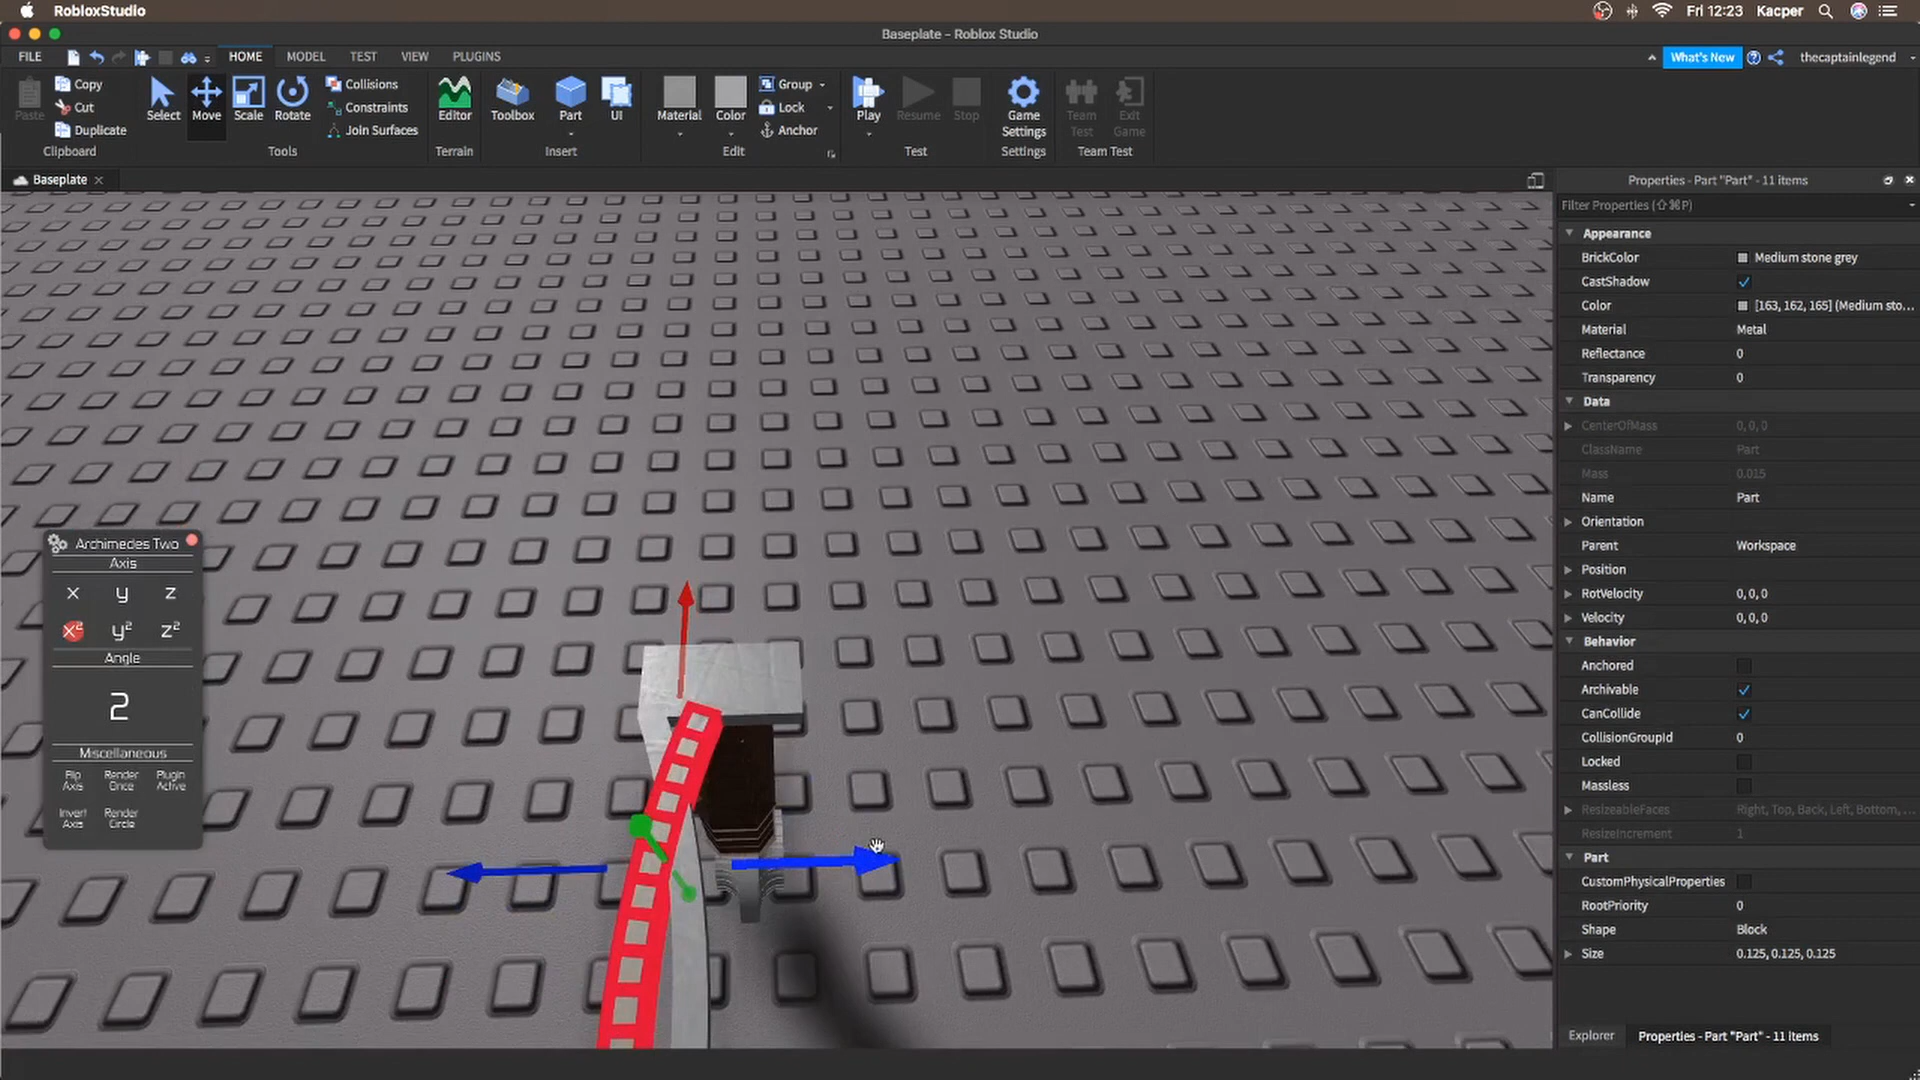 RobloxStudio
Fri 12:23 Kacper
Baseplate - Roblox Studio
FILE HOME MODEL TEST VIEW PLUGINS
What's New
thecaptainlegend
Paste
Copy
Cut
Duplicate
Clipboard
Select
Move
Scale
Rotate
Collisions
Constraints
Join Surfaces
Tools
Editor
Terrain
Toolbox
Part
UI
Insert
Material
Color
Group
Lock
Anchor
Edit
Play
Resume
Stop
Test
Game Settings
Settings
Team Test
Exit Game
Team Test
Baseplate
Archimedes Two
Axis
x y z
x² y² z²
Angle
2
Miscellaneous
Flip Axis
Render Once
Plugin Active
Invert Axis
Render Circle
Properties - Part "Part" - 11 items
Filter Properties (⇧⌘P)
Appearance
BrickColor Medium stone grey
CastShadow
Color [163, 162, 165] (Medium sto...
Material Metal
Reflectance 0
Transparency 0
Data
CenterOfMass 0, 0, 0
ClassName Part
Mass 0.015
Name Part
Orientation
Parent Workspace
Position
RotVelocity 0, 0, 0
Velocity 0, 0, 0
Behavior
Anchored
Archivable
CanCollide
CollisionGroupId 0
Locked
Massless
ResizeableFaces Right, Top, Back, Left, Bottom, ...
ResizeIncrement 1
Part
CustomPhysicalProperties
RootPriority 0
Shape Block
Size 0.125, 0.125, 0.125
Explorer
Properties - Part "Part" - 11 items